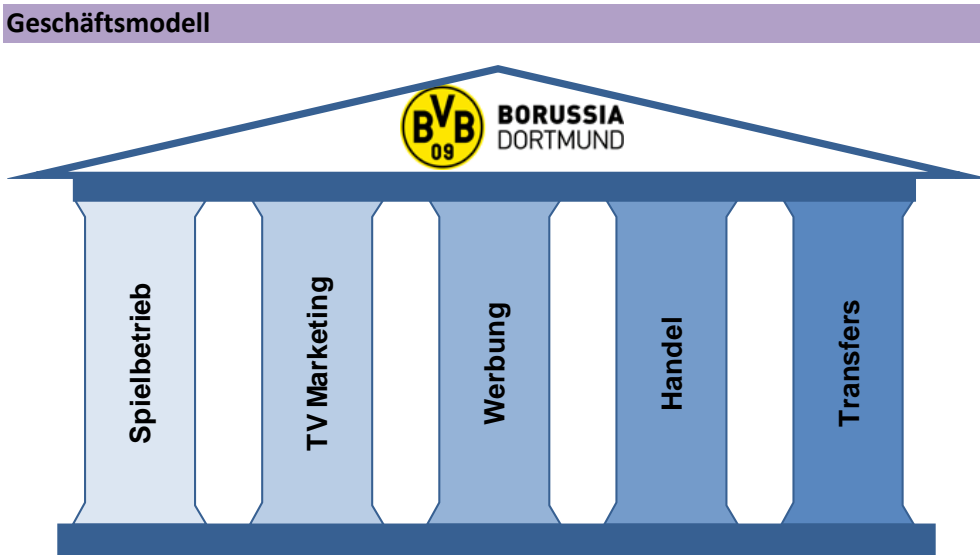 Geschäftsmodell
BVB
09
BORUSSIA
DORTMUND
Spielbetrieb
TV Marketing
Werbung
Handel
Transfers